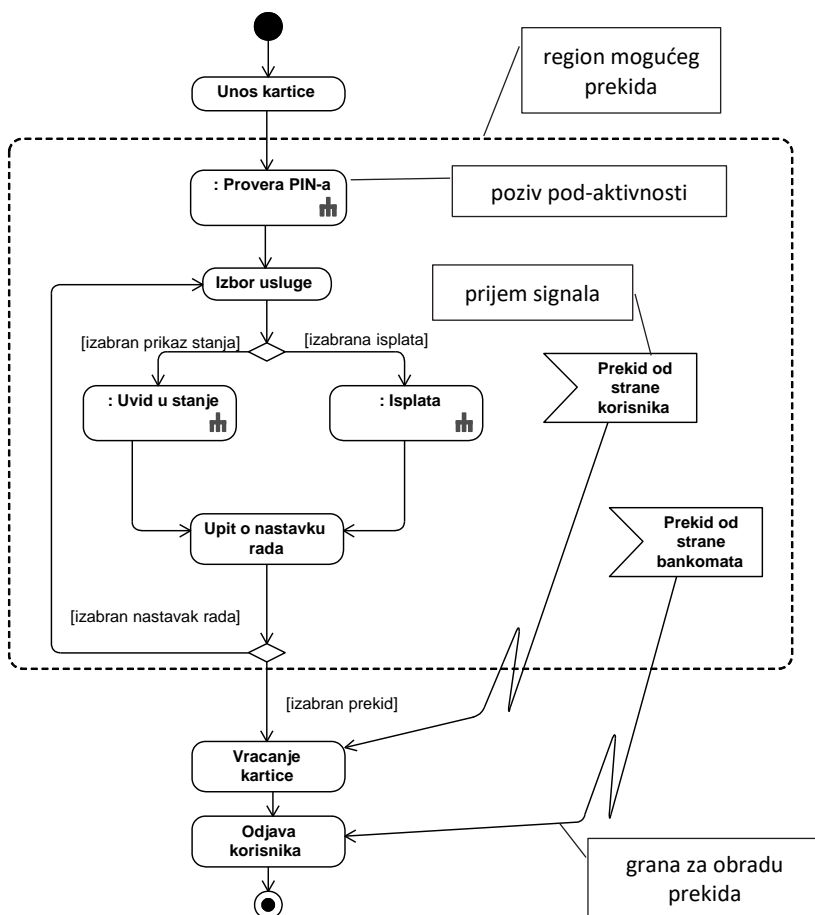 region mogućeg
prekida
Unos kartice
: Provera PIN-a
poziv pod-aktivnosti
Izbor usluge
prijem signala
[izabran prikaz stanja]
[izabrana isplata]
Prekid od
strane
korisnika
: Uvid u stanje
: Isplata
Upit o nastavku
rada
Prekid od
strane
bankomata
[izabran nastavak rada]
[izabran prekid]
Vracanje
kartice
Odjava
korisnika
grana za obradu
prekida